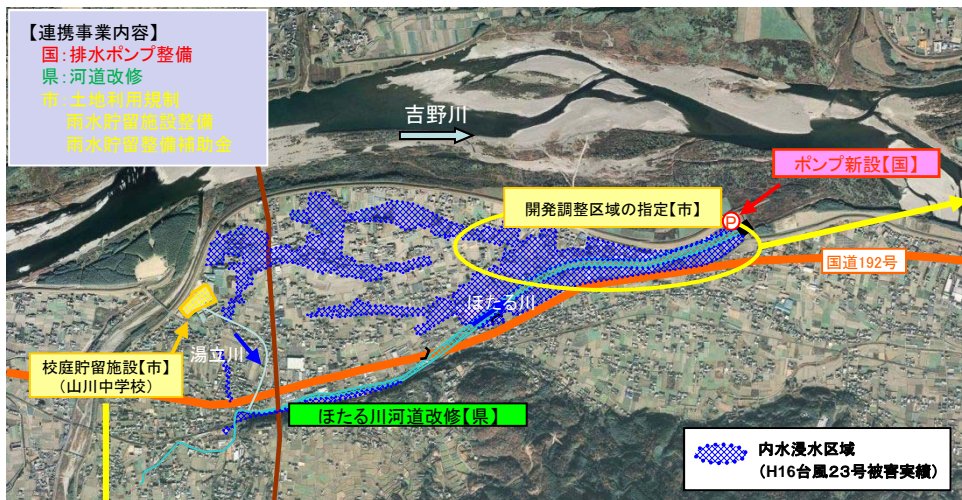 【連携事業内容】
国：排水ポンプ整備
県：河道改修
市：土地利用規制
雨水貯留施設整備
雨水貯留整備補助金
吉野川
ポンプ新設【国】
開発調整区域の指定【市】
P
国道192号
ほたる川
湯立川
校庭貯留施設【市】
（山川中学校）
ほたる川河道改修【県】
内水浸水区域
（H16台風２３号被害実績）